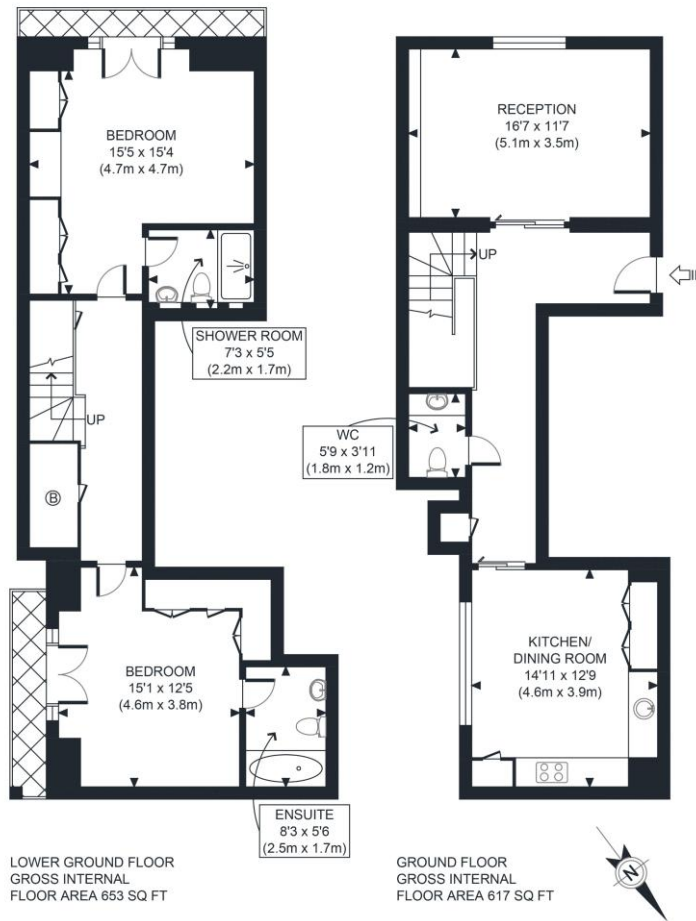 BEDROOM
15'5 x 15'4
(4.7m x 4.7m)
SHOWER ROOM
7'3 x 5'5
(2.2m x 1.7m)
UP
B
BEDROOM
15'1 x 12'5
(4.6m x 3.8m)
ENSUITE
8'3 x 5'6
(2.5m x 1.7m)
LOWER GROUND FLOOR
GROSS INTERNAL
FLOOR AREA 653 SQ FT
RECEPTION
16'7 x 11'7
(5.1m x 3.5m)
UP
WC
5'9 x 3'11
(1.8m x 1.2m)
KITCHEN/
DINING ROOM
14'11 x 12'9
(4.6m x 3.9m)
GROUND FLOOR
GROSS INTERNAL
FLOOR AREA 617 SQ FT
N